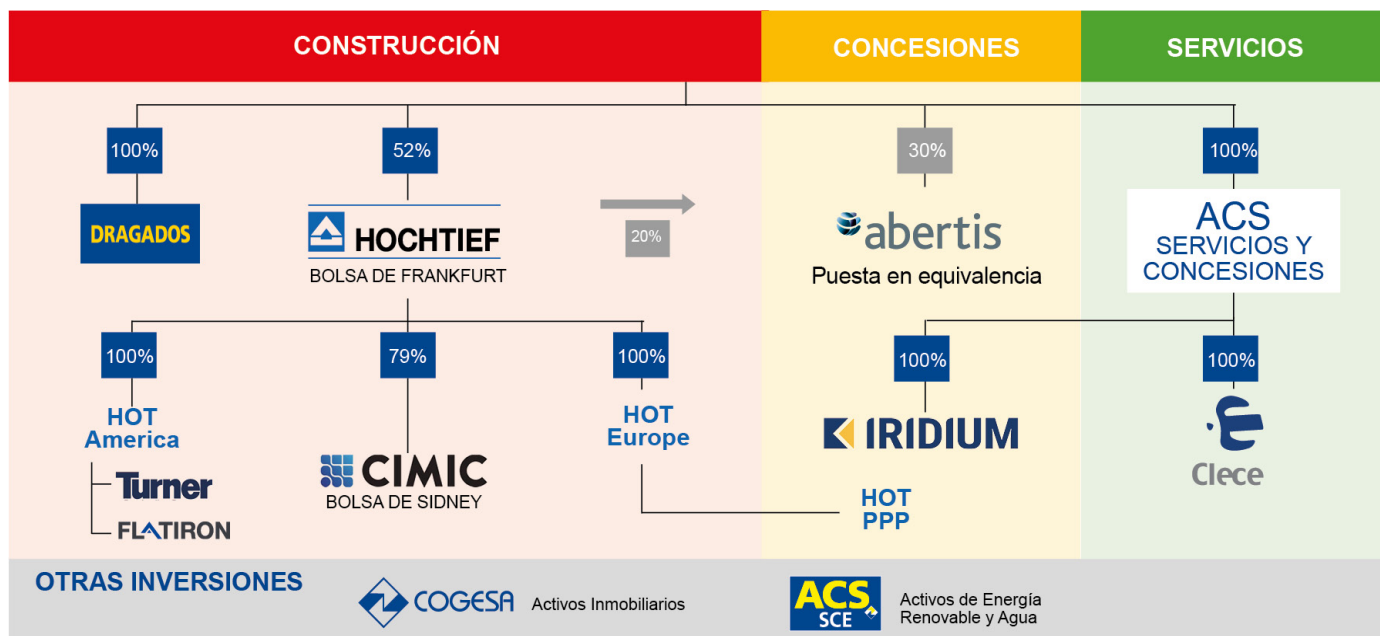 CONSTRUCCIÓN
CONCESIONES
SERVICIOS
100%
52%
30%
100%
DRAGADOS
HOCHTIEF
BOLSA DE FRANKFURT
20%
abertis
Puesta en equivalencia
ACS
SERVICIOS Y
CONCESIONES
100%
79%
100%
100%
100%
HOT
America
Turner
FLATIRON
CIMIC
BOLSA DE SIDNEY
HOT
Europe
IRIDIUM
HOT
PPP
Clece
OTRAS INVERSIONES
COGESA
Activos Inmobiliarios
ACS
SCE
Activos de Energía
Renovable y Agua